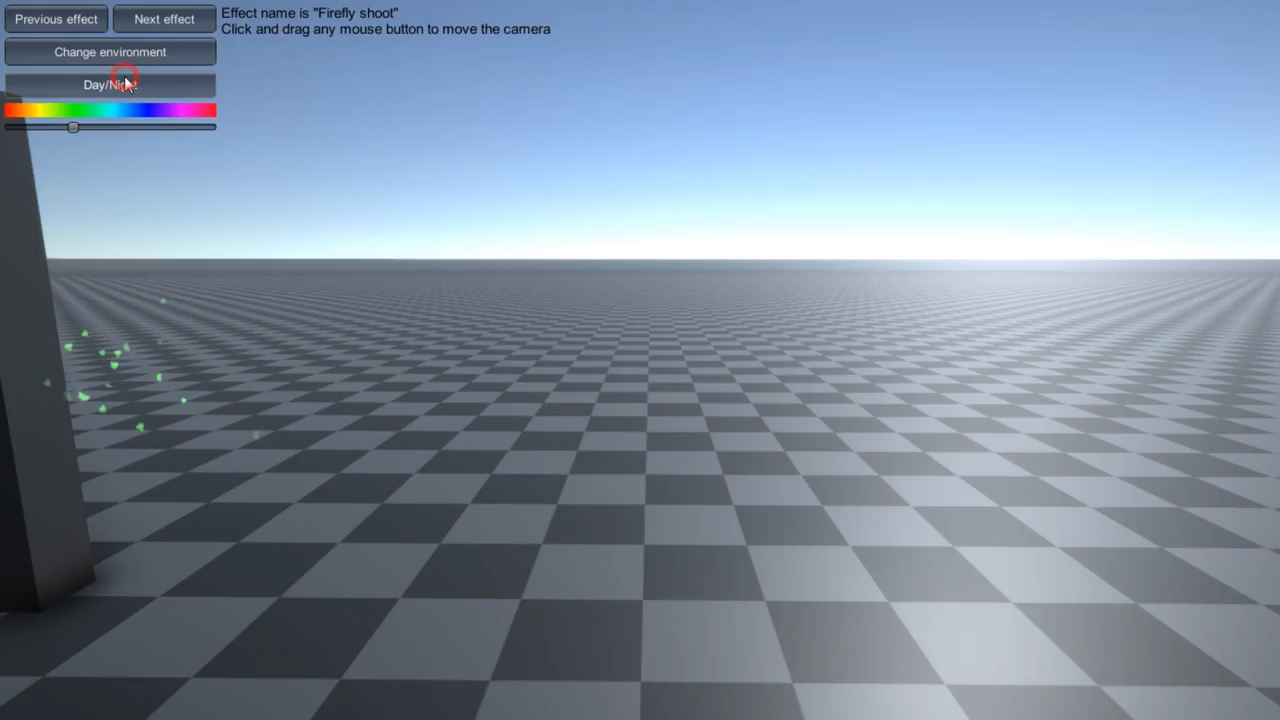 Previous effect
Next effect
Effect name is "Firefly shoot"
Click and drag any mouse button to move the camera
Change environment
Day/Night